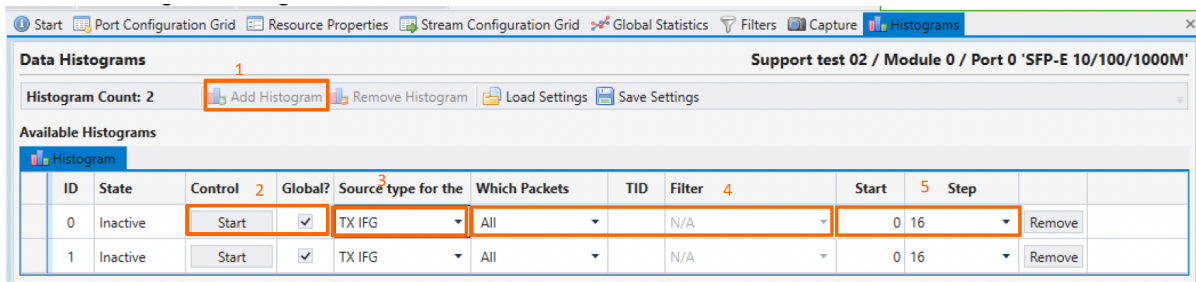 Start Port Configuration Grid Resource Properties Stream Configuration Grid Global Statistics Filters Capture Histograms
Data Histograms Support test 02 / Module 0 / Port 0 'SFP-E 10/100/1000M'
1
Histogram Count: 2 Add Histogram Remove Histogram Load Settings Save Settings
Available Histograms
Histogram
ID State Control 2 Global? Source type for the 3 Which Packets TID Filter 4 Start 5 Step
0 Inactive Start TX IFG All N/A 0 16 Remove
1 Inactive Start TX IFG All N/A 0 16 Remove